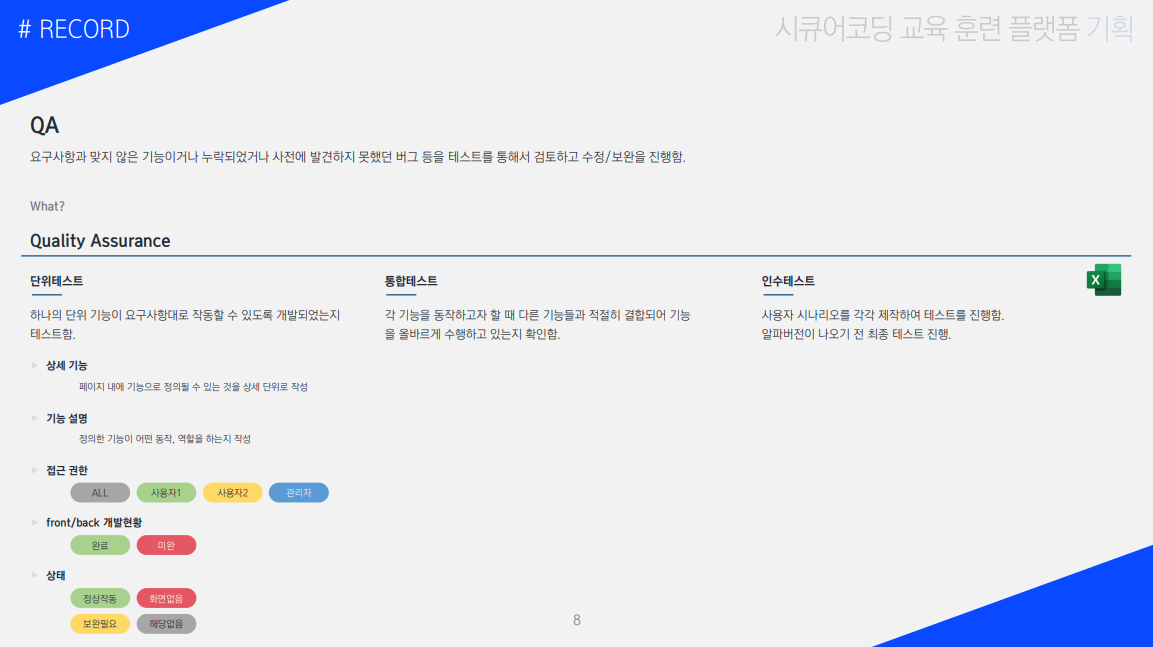 # RECORD
시큐어코딩 교육 훈련 플랫폼 기획
QA
요구사항과 맞지 않은 기능이거나 누락되었거나 사전에 발견하지 못했던 버그 등을 테스트를 통해서 검토하고 수정/보완을 진행함.
What?
Quality Assurance
단위테스트
하나의 단위 기능이 요구사항대로 작동할 수 있도록 개발되었는지
테스트함.
상세 기능
페이지 내에 기능으로 정의될 수 있는 것을 상세 단위로 작성
기능 설명
정의한 기능이 어떤 동작, 역할을 하는지 작성
접근 권한
ALL 사용자1 사용자2 관리자
front/back 개발현황
완료 미완
상태
정상작동 화면없음
보완필요 해당없음
통합테스트
각 기능을 동작하고자 할 때 다른 기능들과 적절히 결합되어 기능
을 올바르게 수행하고 있는지 확인함.
인수테스트
사용자 시나리오를 각각 제작하여 테스트를 진행함.
알파버전이 나오기 전 최종 테스트 진행.
X
8